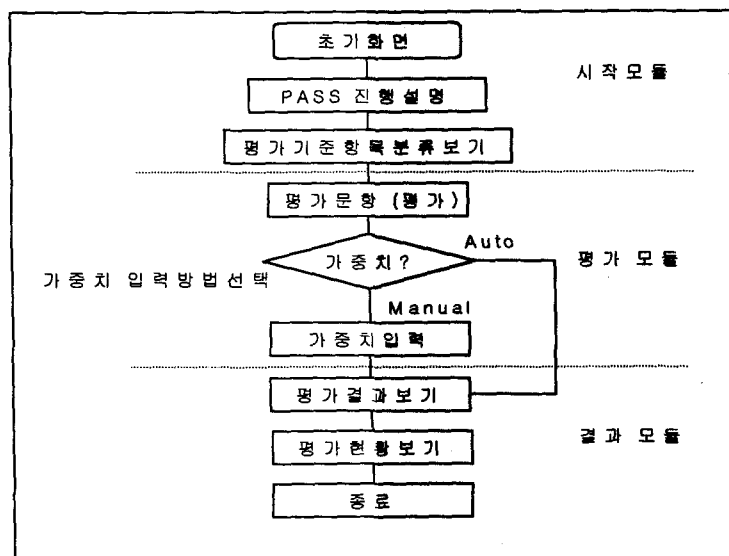 초기화면
시작모듈
PASS 진행설명
평가기준항목분류보기
평가문항 (평가)
Auto
가중치?
평가 모듈
가중치 입력방법선택
Manual
가중치입력
평가결과보기
결과 모듈
평가현황보기
종료